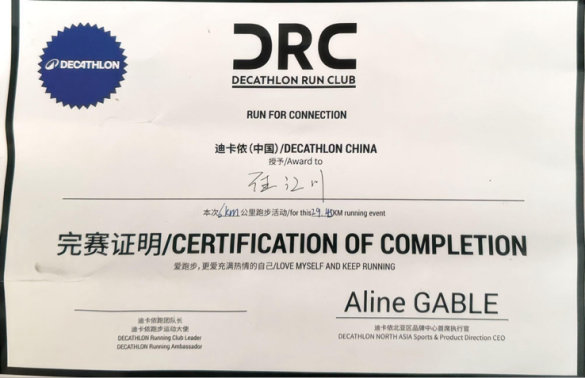 DECATHLON
DRC
DECATHLON RUN CLUB
RUN FOR CONNECTION
迪卡侬(中国)/DECATHLON CHINA
授予/Award to
江川
本次6km公里跑步活动/for this29.40KM running event
完赛证明/CERTIFICATION OF COMPLETION
爱跑步,更爱充满热情的自己/LOVE MYSELF AND KEEP RUNNING
迪卡侬跑团队长
迪卡侬跑步运动大使
DECATHLON Running Club Leader
DECATHLON Running Ambassador
Aline GABLE
迪卡侬北亚区品牌中心首席执行官
DECATHLON NORTH ASIA Sports & Product Direction CEO